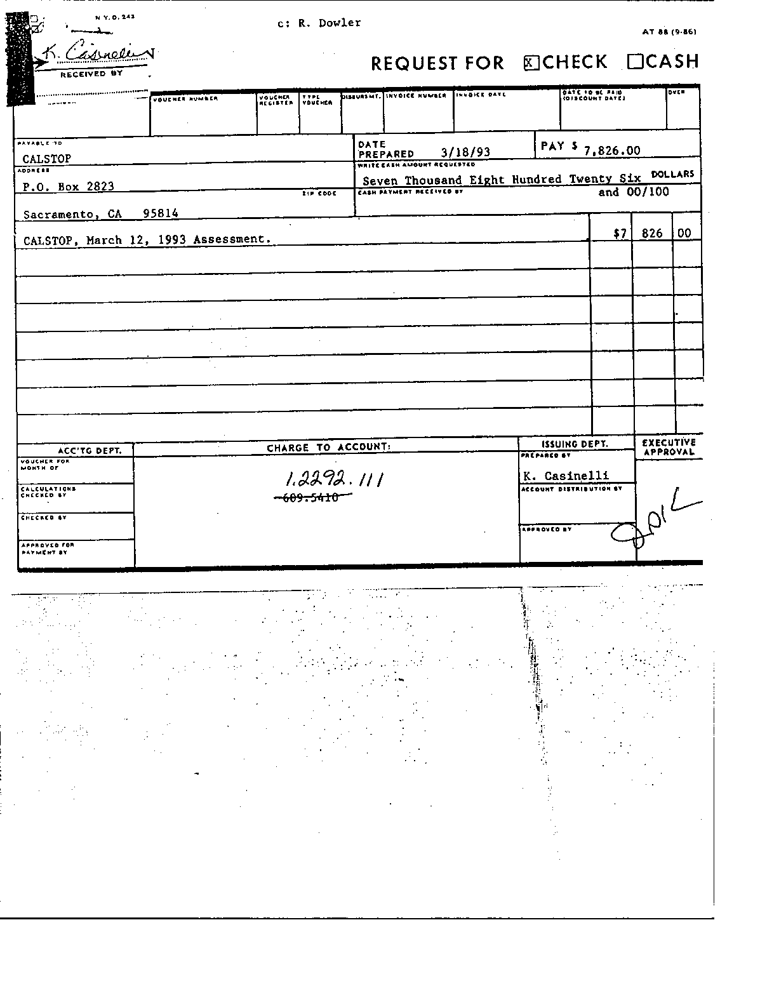 N Y. O. 243
c: R. Dowler
AT 88 (9-86)
K. Casinelli
RECEIVED BY
REQUEST FOR ☒ CHECK ☐ CASH
VOUCHER NUMBER
VOUCHER REGISTER
TYPE VOUCHER
DISBURSMT.
INVOICE NUMBER
INVOICE DATE
DATE TO BE PAID (DISCOUNT DATE)
OVER
PAYABLE TO
CALSTOP
DATE PREPARED 3/18/93
PAY $ 7,826.00
ADDRESS
P.O. Box 2823
WRITE CASH AMOUNT REQUESTED
Seven Thousand Eight Hundred Twenty Six DOLLARS
and 00/100
ZIP CODE
CASH PAYMENT RECEIVED BY
Sacramento, CA 95814
CALSTOP, March 12, 1993 Assessment. $7 826 00
ACC'TG DEPT.
CHARGE TO ACCOUNT:
ISSUING DEPT.
EXECUTIVE APPROVAL
VOUCHER FOR MONTH OF
PREPARED BY
K. Casinelli
1.2292.111
609.5410
CALCULATIONS CHECKED BY
ACCOUNT DISTRIBUTION BY
CHECKED BY
APPROVED BY
APPROVED FOR PAYMENT BY